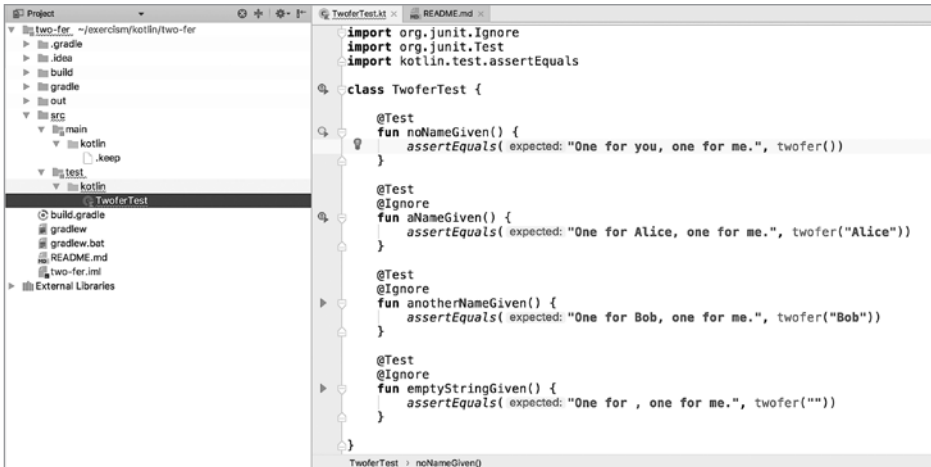 Project
two-fer ~/exercism/kotlin/two-fer
.gradle
.idea
build
gradle
out
src
main
kotlin
.keep
test
kotlin
TwoferTest
build.gradle
gradlew
gradlew.bat
README.md
two-fer.iml
External Libraries
TwoferTest.kt
README.md
import org.junit.Ignore
import org.junit.Test
import kotlin.test.assertEquals
class TwoferTest {
@Test
fun noNameGiven() {
assertEquals( expected: "One for you, one for me.", twofer())
}
@Test
@Ignore
fun aNameGiven() {
assertEquals( expected: "One for Alice, one for me.", twofer("Alice"))
}
@Test
@Ignore
fun anotherNameGiven() {
assertEquals( expected: "One for Bob, one for me.", twofer("Bob"))
}
@Test
@Ignore
fun emptyStringGiven() {
assertEquals( expected: "One for , one for me.", twofer(""))
}
}
TwoferTest › noNameGiven()